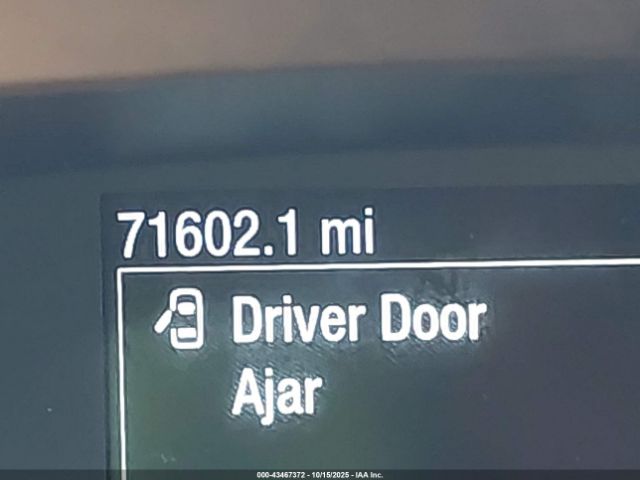 71602.1 mi
Driver Door
Ajar
000-43467372 - 10/15/2025 - IAA Inc.